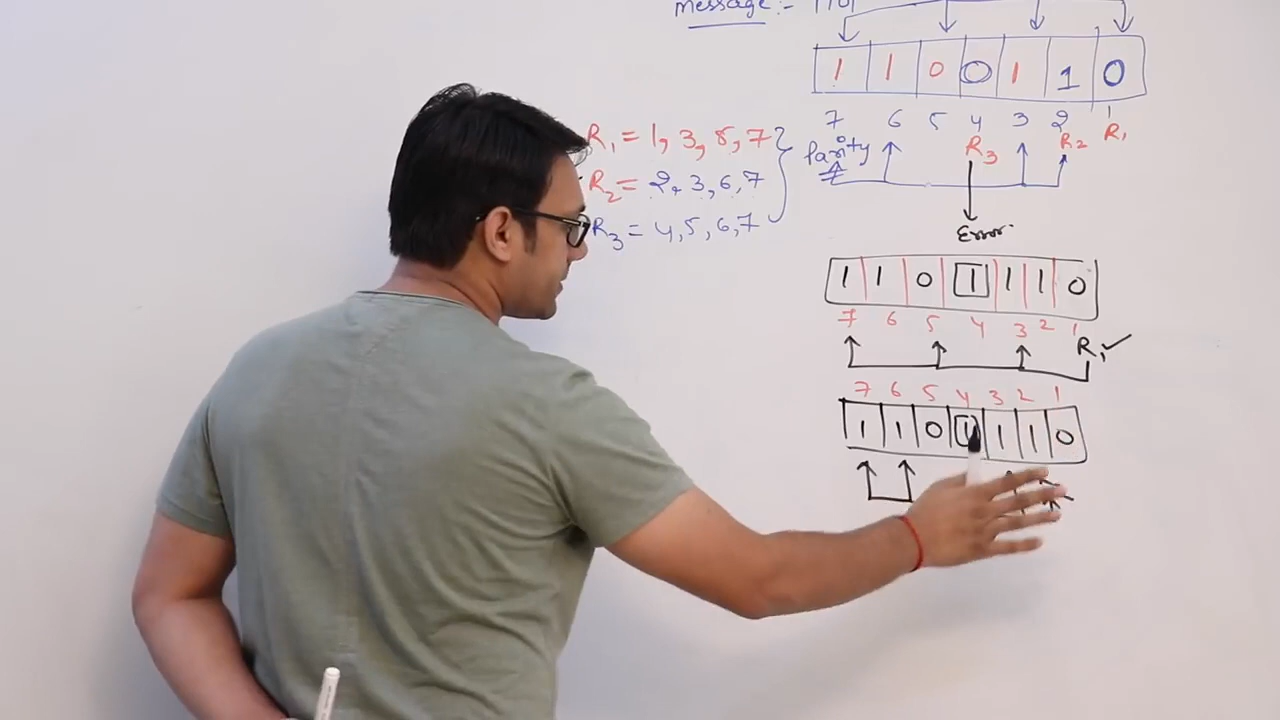 message:- 1101
1 1 0 0 1 1 0
7 6 5 4 3 2 1
R1 = 1, 3, 5, 7
Parity
R3
R2
R1
R2 = 2, 3, 6, 7
R3 = 4, 5, 6, 7
Error
1 1 0 1 1 1 0
7 6 5 4 3 2 1
R1 ✓
7 6 5 4 3 2 1
1 1 0 1 1 1 0